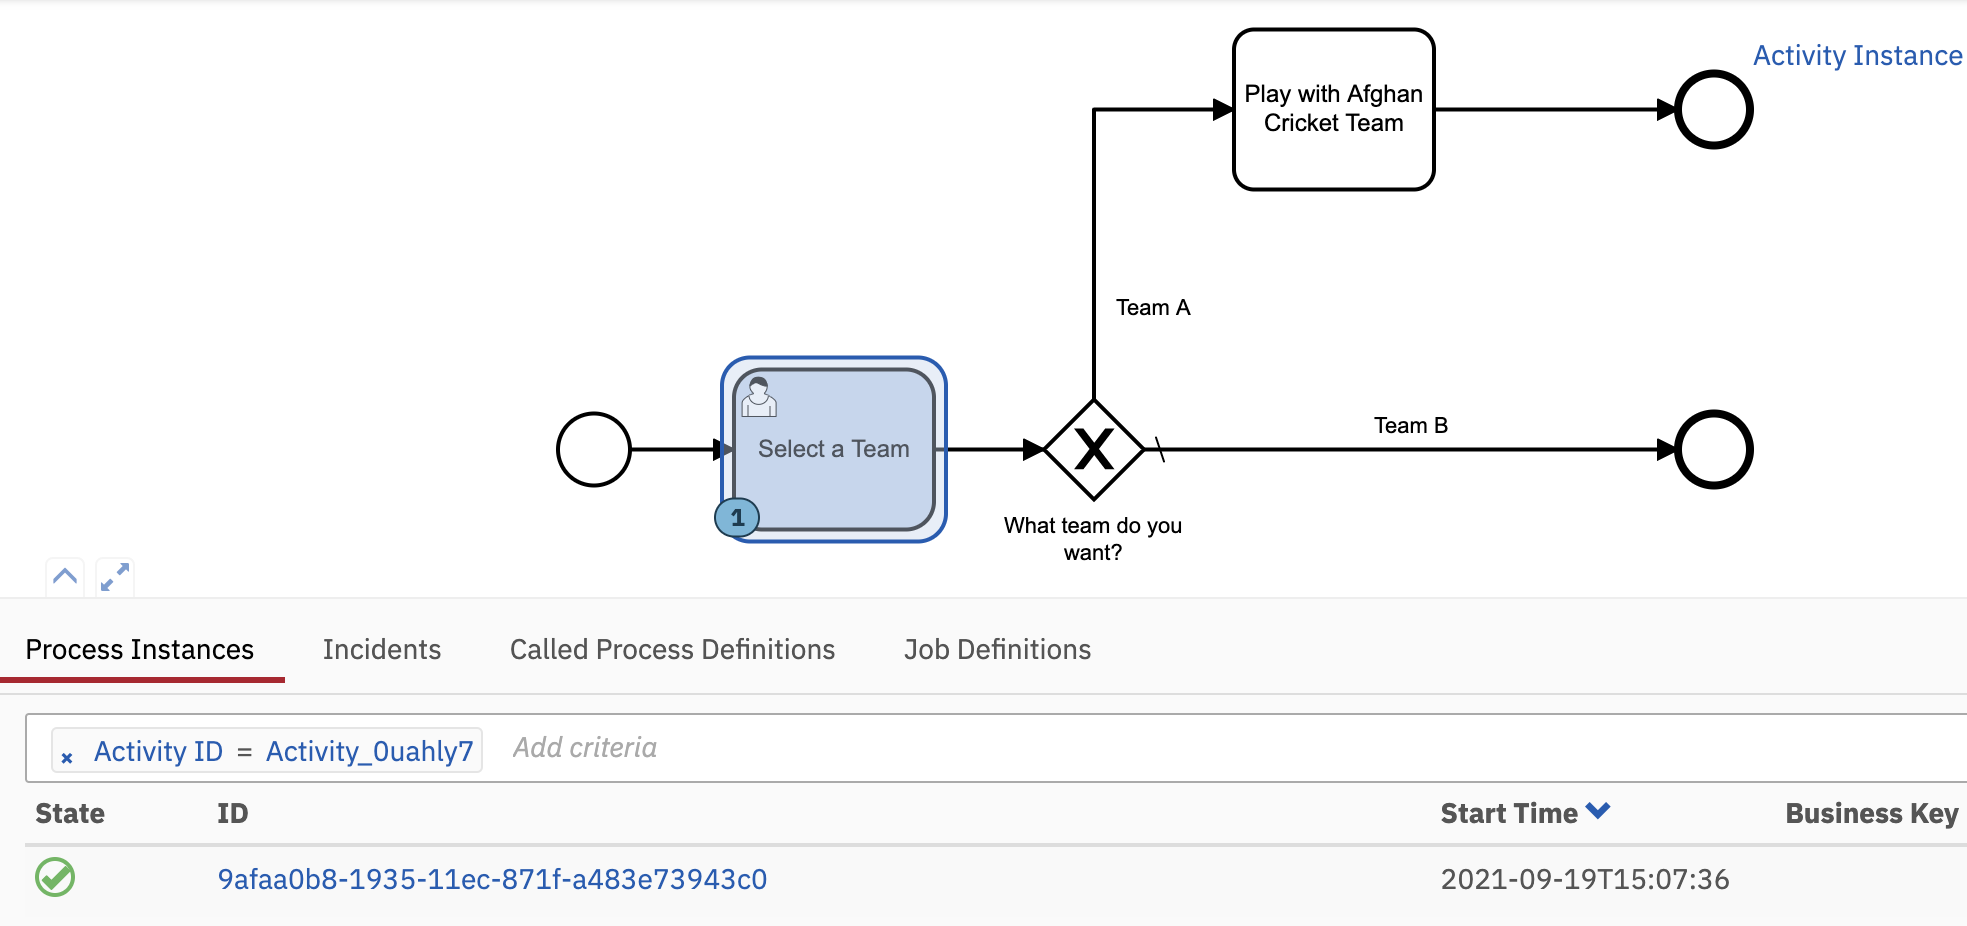 Activity Instance
Play with Afghan
Cricket Team
Team A
Team B
Select a Team
1
What team do you
want?
Process Instances Incidents Called Process Definitions Job Definitions
× Activity ID = Activity_0uahly7 Add criteria
State ID Start Time Business Key
9afaa0b8-1935-11ec-871f-a483e73943c0 2021-09-19T15:07:36